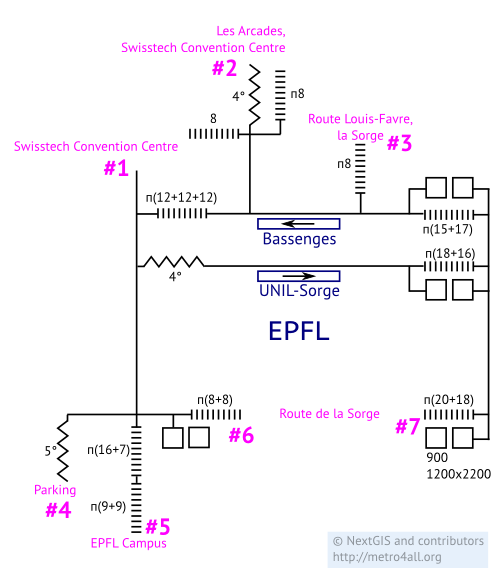 Les Arcades,
Swisstech Convention Centre
#2
4°
п8
8
Route Louis-Favre,
la Sorge
#3
п8
Swisstech Convention Centre
#1
п(12+12+12)
п(15+17)
Bassenges
п(18+16)
4°
UNIL-Sorge
EPFL
п(8+8)
п(20+18)
Route de la Sorge
#7
#6
5°
п(16+7)
900
1200x2200
Parking
#4
п(9+9)
#5
EPFL Campus
© NextGIS and contributors
http://metro4all.org